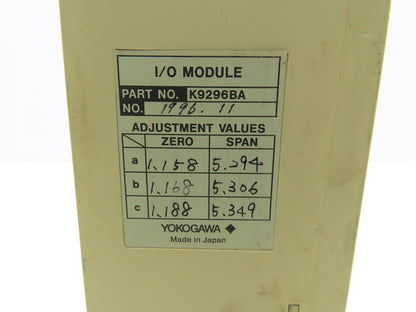 I/O MODULE
PART NO. K9296BA
NO. 1996.11
ADJUSTMENT VALUES
ZERO SPAN
a 1.158 5.294
b 1.168 5.306
c 1.188 5.349
YOKOGAWA
Made in Japan